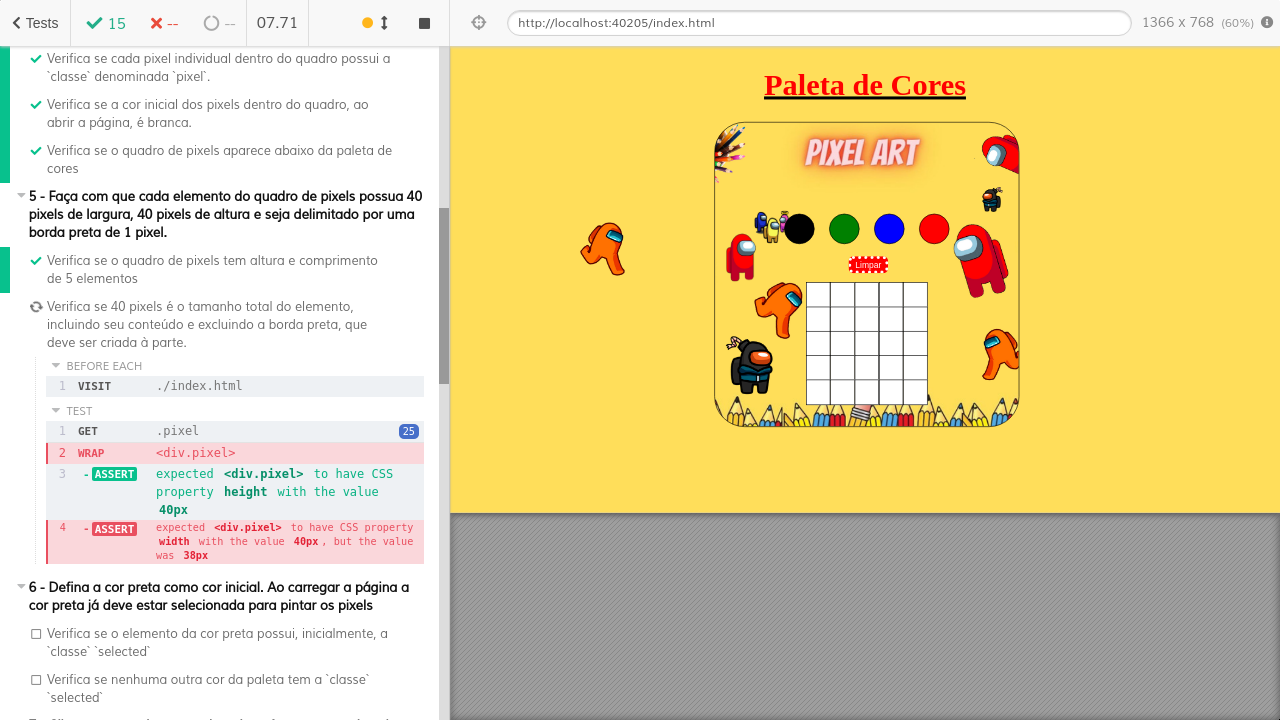 Tests
15
--
--
07.71
http://localhost:40205/index.html
1366 x 768 (60%)
Verifica se cada pixel individual dentro do quadro possui a
`classe` denominada `pixel`.
Verifica se a cor inicial dos pixels dentro do quadro, ao
abrir a página, é branca.
Verifica se o quadro de pixels aparece abaixo da paleta de
cores
5 - Faça com que cada elemento do quadro de pixels possua 40
pixels de largura, 40 pixels de altura e seja delimitado por uma
borda preta de 1 pixel.
Verifica se o quadro de pixels tem altura e comprimento
de 5 elementos
Verifica se 40 pixels é o tamanho total do elemento,
incluindo seu conteúdo e excluindo a borda preta, que
deve ser criada à parte.
BEFORE EACH
1 VISIT ./index.html
TEST
1 GET .pixel 25
2 WRAP <div.pixel>
3 -ASSERT expected <div.pixel> to have CSS
property height with the value
40px
4 -ASSERT expected <div.pixel> to have CSS property
width with the value 40px, but the value
was 38px
6 - Defina a cor preta como cor inicial. Ao carregar a página a
cor preta já deve estar selecionada para pintar os pixels
Verifica se o elemento da cor preta possui, inicialmente, a
`classe` `selected`
Verifica se nenhuma outra cor da paleta tem a `classe`
`selected`
Paleta de Cores
PIXEL ART
Limpar